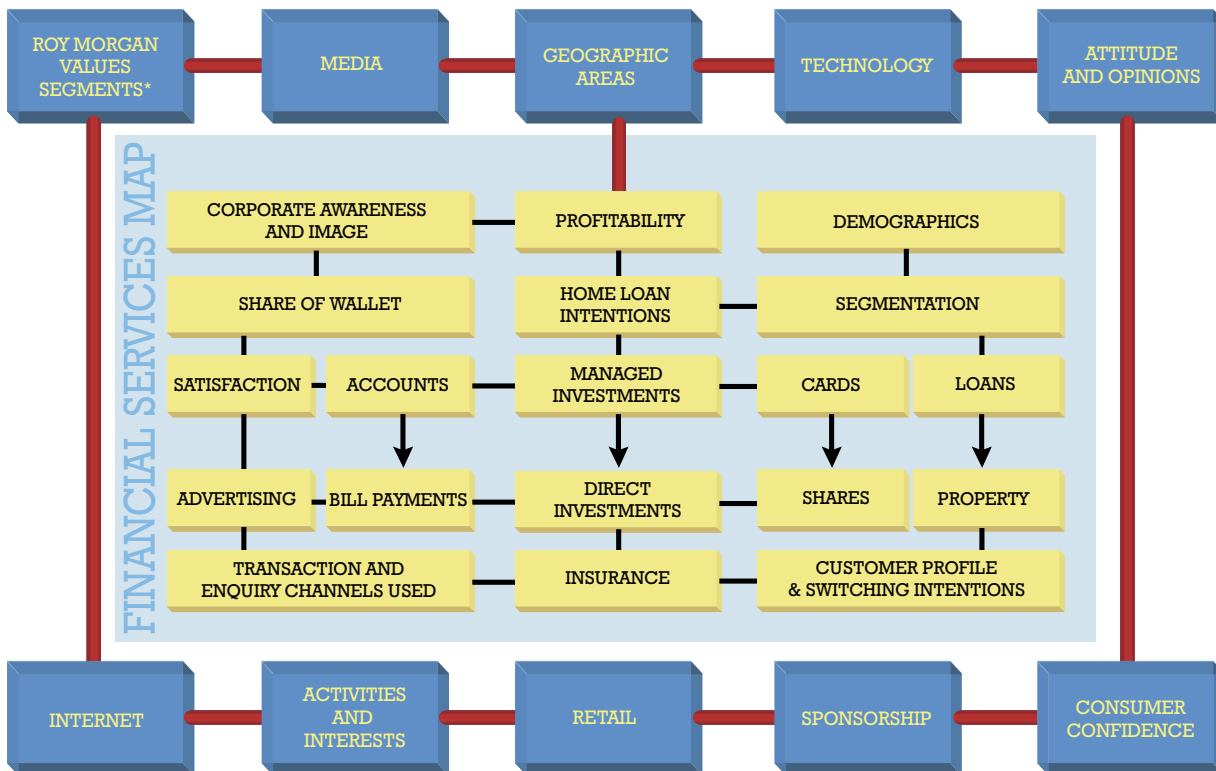 ROY MORGAN
VALUES
SEGMENTS*
MEDIA
GEOGRAPHIC
AREAS
TECHNOLOGY
ATTITUDE
AND OPINIONS
FINANCIAL SERVICES MAP
CORPORATE AWARENESS
AND IMAGE
PROFITABILITY
DEMOGRAPHICS
SHARE OF WALLET
HOME LOAN
INTENTIONS
SEGMENTATION
SATISFACTION
ACCOUNTS
MANAGED
INVESTMENTS
CARDS
LOANS
ADVERTISING
BILL PAYMENTS
DIRECT
INVESTMENTS
SHARES
PROPERTY
TRANSACTION AND
ENQUIRY CHANNELS USED
INSURANCE
CUSTOMER PROFILE
& SWITCHING INTENTIONS
INTERNET
ACTIVITIES
AND
INTERESTS
RETAIL
SPONSORSHIP
CONSUMER
CONFIDENCE